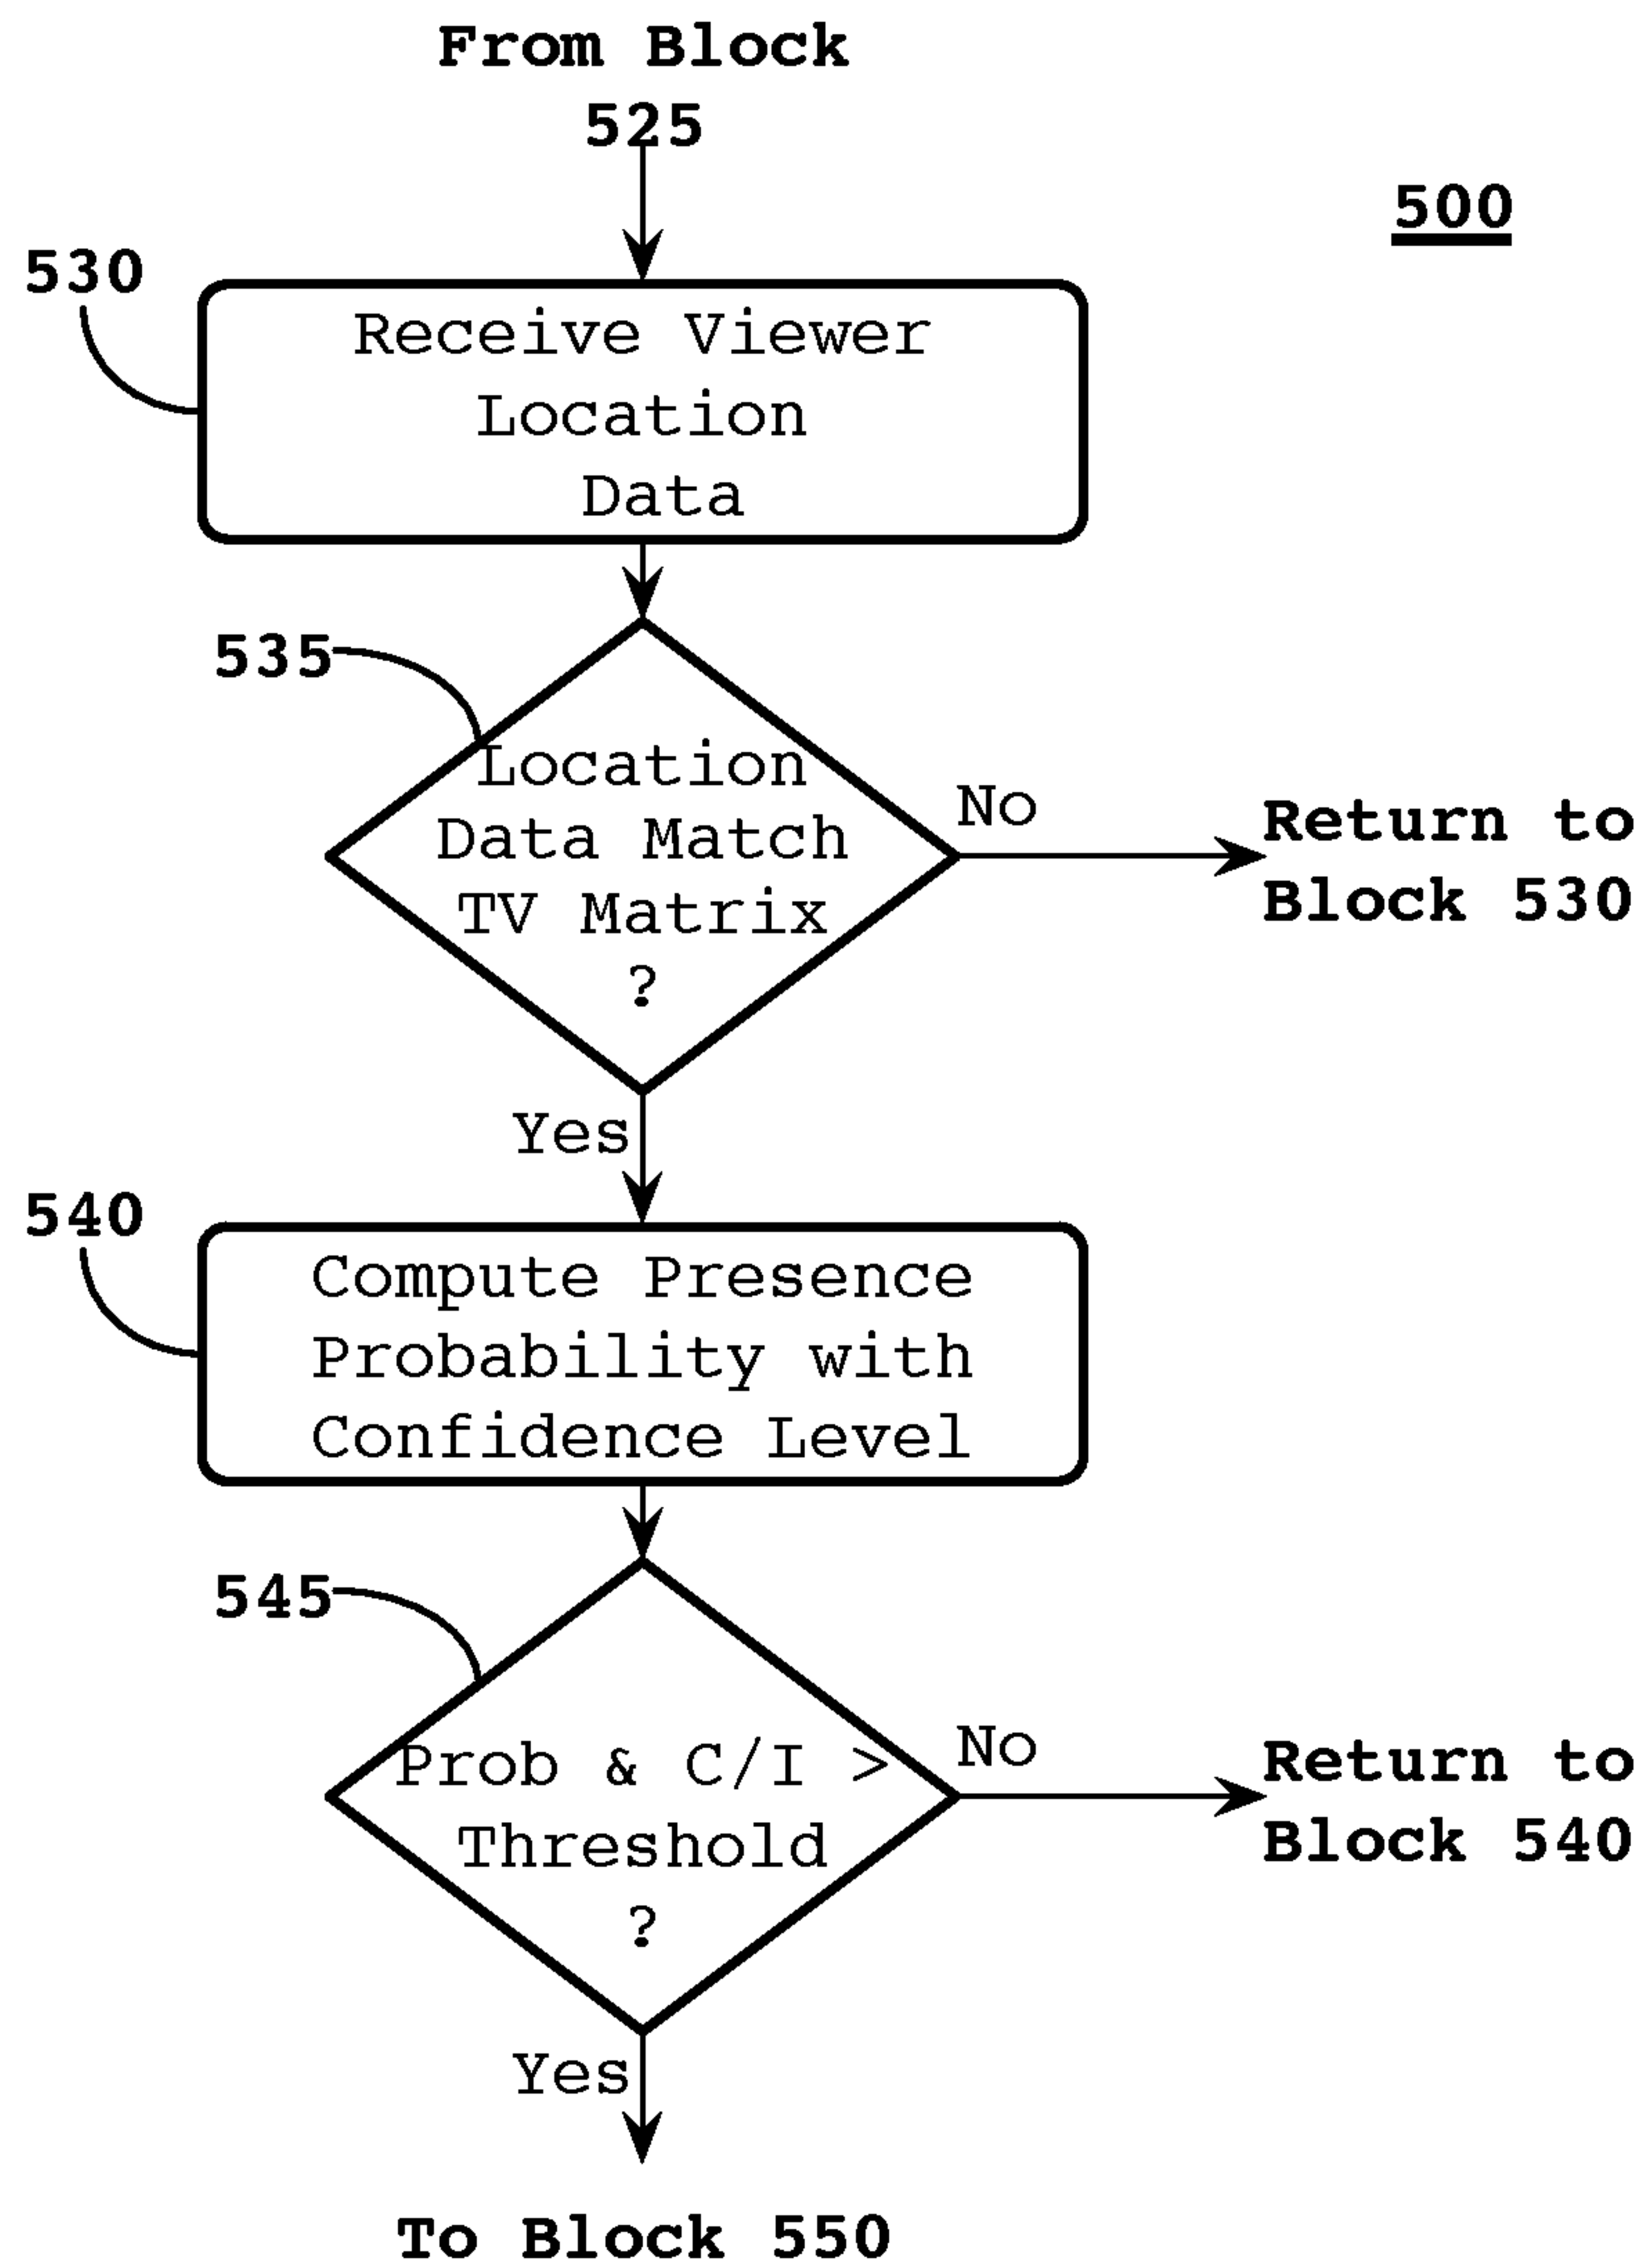 From Block
525
500
530
Receive Viewer
Location
Data
535
Location
Data Match
TV Matrix
?
No
Return to
Block 530
Yes
540
Compute Presence
Probability with
Confidence Level
545
Prob & C/I >
Threshold
?
No
Return to
Block 540
Yes
To Block 550